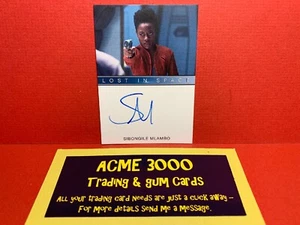 LOST IN SPACE
SIBONGILE MLAMBO
ACME 3000
Trading & Gum Cards
All your trading card needs are just a click away –
For more details send me a message.